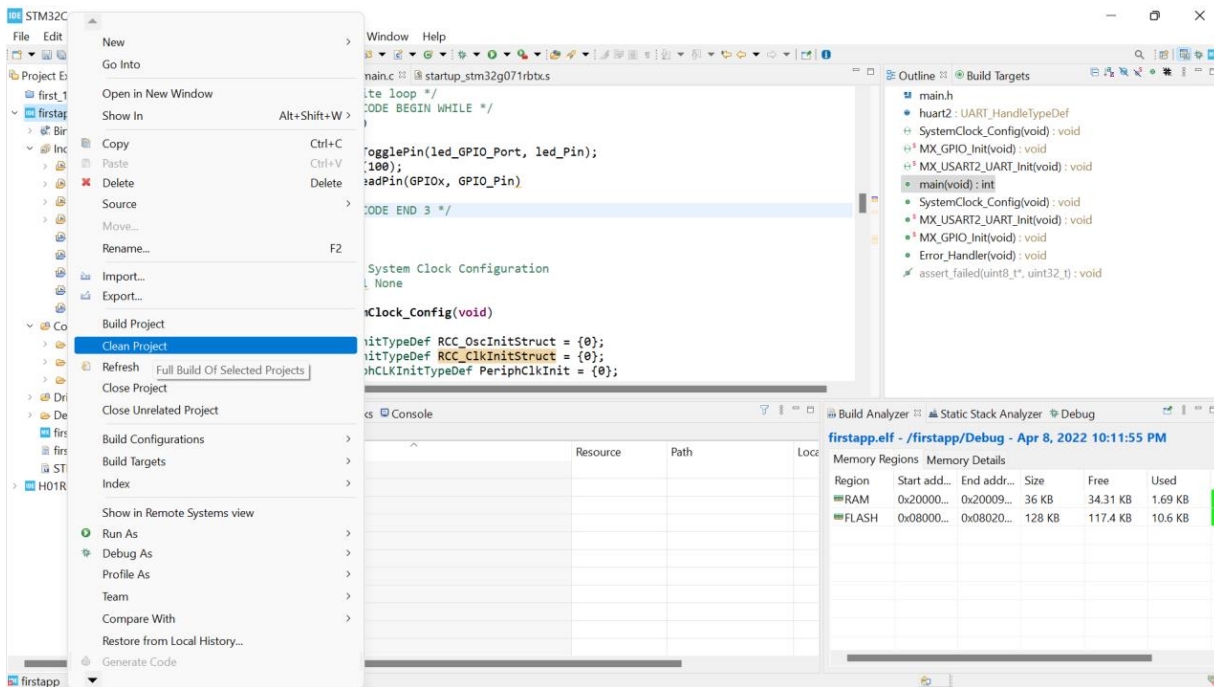 IDE STM32C
File Edit Window Help
Project Ex
first_1
firstap
Bin
Inc
Co
Dri
De
firs
firs
ST
H01R
New
Go Into
Open in New Window
Show In Alt+Shift+W >
Copy Ctrl+C
Paste Ctrl+V
Delete Delete
Source
Move...
Rename... F2
Import...
Export...
Build Project
Clean Project
Refresh
Full Build Of Selected Projects
Close Project
Close Unrelated Project
Build Configurations
Build Targets
Index
Show in Remote Systems view
Run As
Debug As
Profile As
Team
Compare With
Restore from Local History...
Generate Code
main.c startup_stm32g071rbtx.s
ite loop */
CODE BEGIN WHILE */
)
TogglePin(led_GPIO_Port, led_Pin);
(100);
eadPin(GPIOx, GPIO_Pin)
CODE END 3 */
System Clock Configuration
l None
mClock_Config(void)
nitTypeDef RCC_OscInitStruct = {0};
nitTypeDef RCC_ClkInitStruct = {0};
phCLKInitTypeDef PeriphClkInit = {0};
Outline Build Targets
main.h
huart2 : UART_HandleTypeDef
SystemClock_Config(void) : void
MX_GPIO_Init(void) : void
MX_USART2_UART_Init(void) : void
main(void) : int
SystemClock_Config(void) : void
MX_USART2_UART_Init(void) : void
MX_GPIO_Init(void) : void
Error_Handler(void) : void
assert_failed(uint8_t*, uint32_t) : void
ks Console
Resource Path Loca
Build Analyzer Static Stack Analyzer Debug
firstapp.elf - /firstapp/Debug - Apr 8, 2022 10:11:55 PM
Memory Regions Memory Details
Region Start add... End addr... Size Free Used
RAM 0x20000... 0x20009... 36 KB 34.31 KB 1.69 KB
FLASH 0x08000... 0x08020... 128 KB 117.4 KB 10.6 KB
firstapp